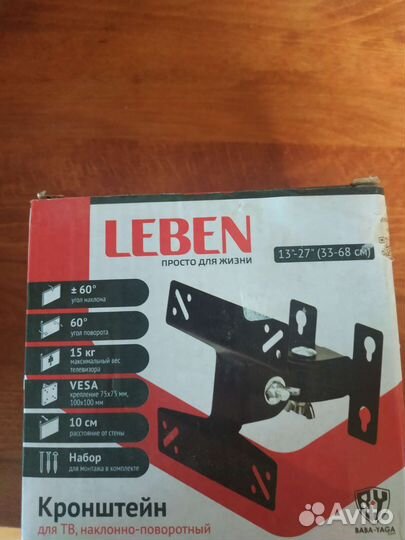 LEBEN
ПРОСТО ДЛЯ ЖИЗНИ
13"-27" (33-68 см)
± 60°
угол наклона
60°
угол поворота
15 кг
максимальный вес
телевизора
VESA
крепление 75x75 мм,
100x100 мм
10 см
расстояние от стены
Набор
для монтажа в комплекте
Кронштейн
для ТВ, наклонно-поворотный
BABA-YAGA
Avito